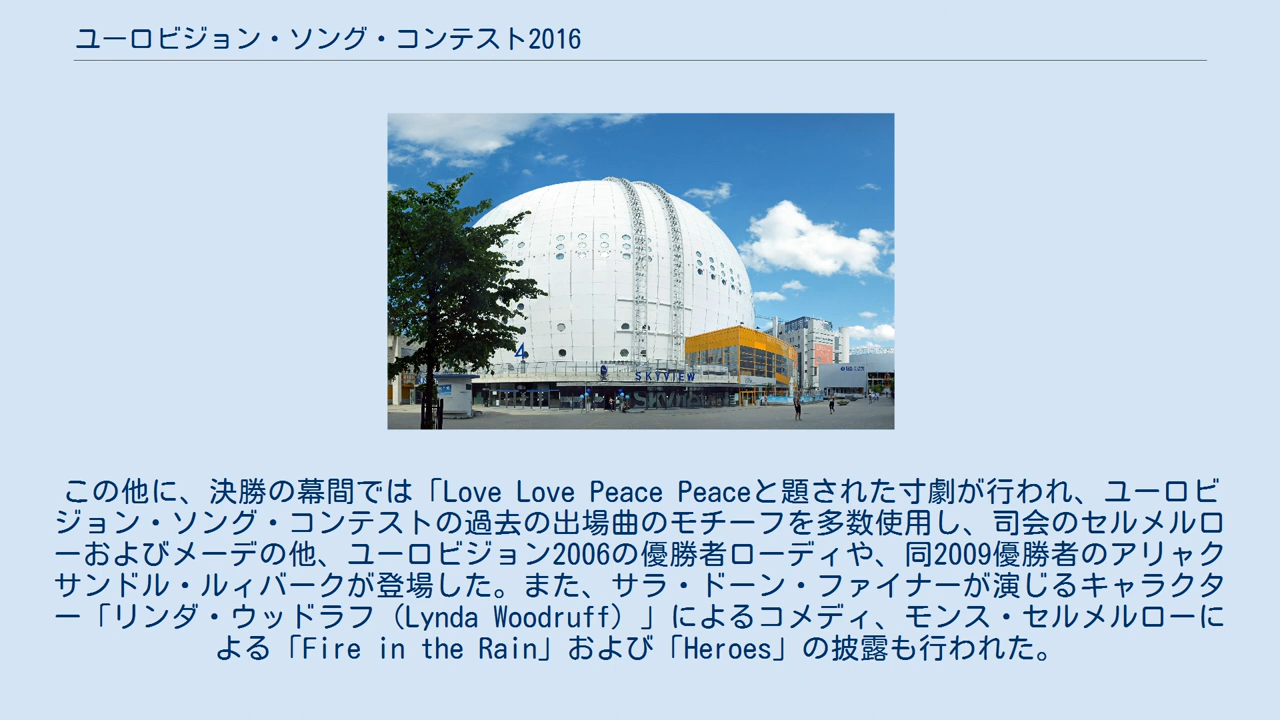 ユーロビジョン・ソング・コンテスト2016
4
SKYVIEW
この他に、決勝の幕間では「Love Love Peace Peaceと題された寸劇が行われ、ユーロビ
ジョン・ソング・コンテストの過去の出場曲のモチーフを多数使用し、司会のセルメルロ
ーおよびメーデの他、ユーロビジョン2006の優勝者ローディや、同2009優勝者のアリャク
サンドル・ルィバークが登場した。また、サラ・ドーン・ファイナーが演じるキャラクタ
ー「リンダ・ウッドラフ（Lynda Woodruff）」によるコメディ、モンス・セルメルローに
よる「Fire in the Rain」および「Heroes」の披露も行われた。